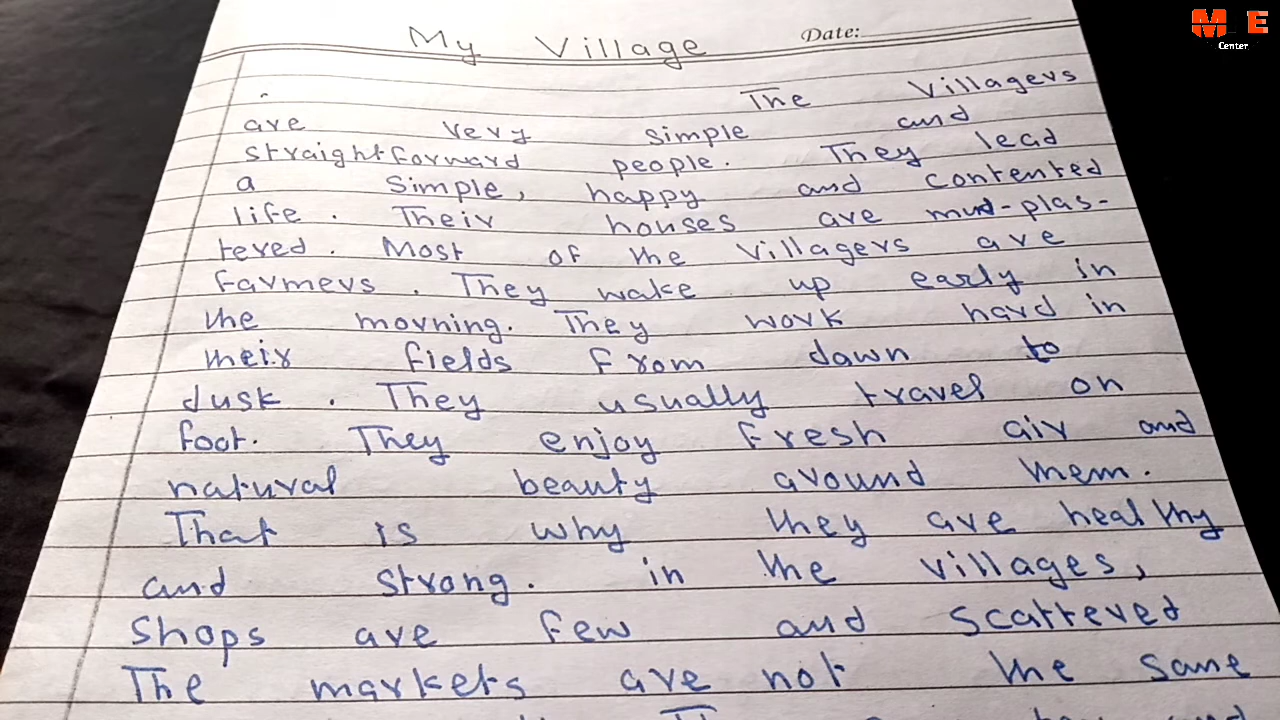 M E
Center
My Village
Date:
The Villagers
are very simple and
straightforward people. They lead
a simple, happy and contented
life. Their houses are mud-plas-
tered. Most of the villagers are
farmers. They wake up early in
the morning. They work hard in
their fields from dawn to
dusk. They usually travel on
foot. They enjoy fresh air and
natural beauty around them.
That is why they are healthy
and strong. in the villages,
shops are few and scattered
The markets are not the same